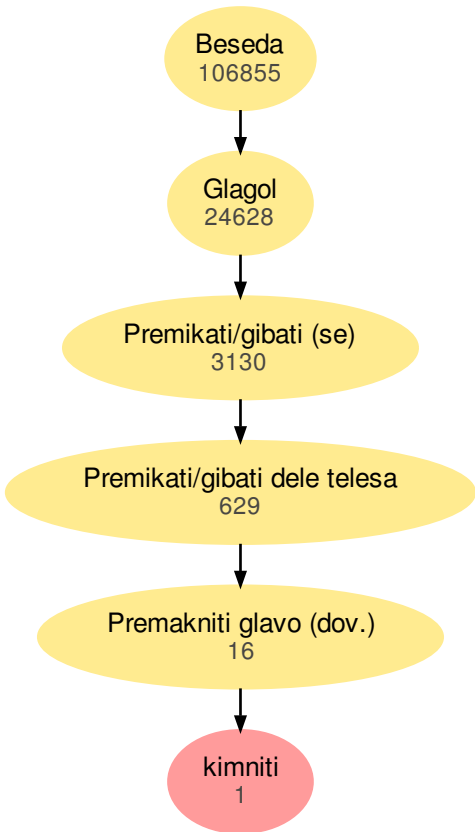 Beseda
106855
Glagol
24628
Premikati/gibati (se)
3130
Premikati/gibati dele telesa
629
Premakniti glavo (dov.)
16
kimniti
1